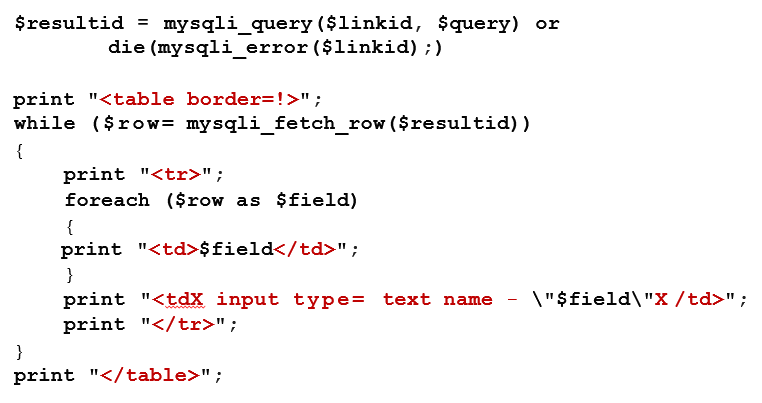 $resultid = mysqli_query($linkid, $query) or
die(mysqli_error($linkid);)
print "<table border=!>";
while ($row= mysqli_fetch_row($resultid))
{
print "<tr>";
foreach ($row as $field)
{
print "<td>$field</td>";
}
print "<tdX input type= text name - \"$field\"X /td>";
print "</tr>";
}
print "</table>";